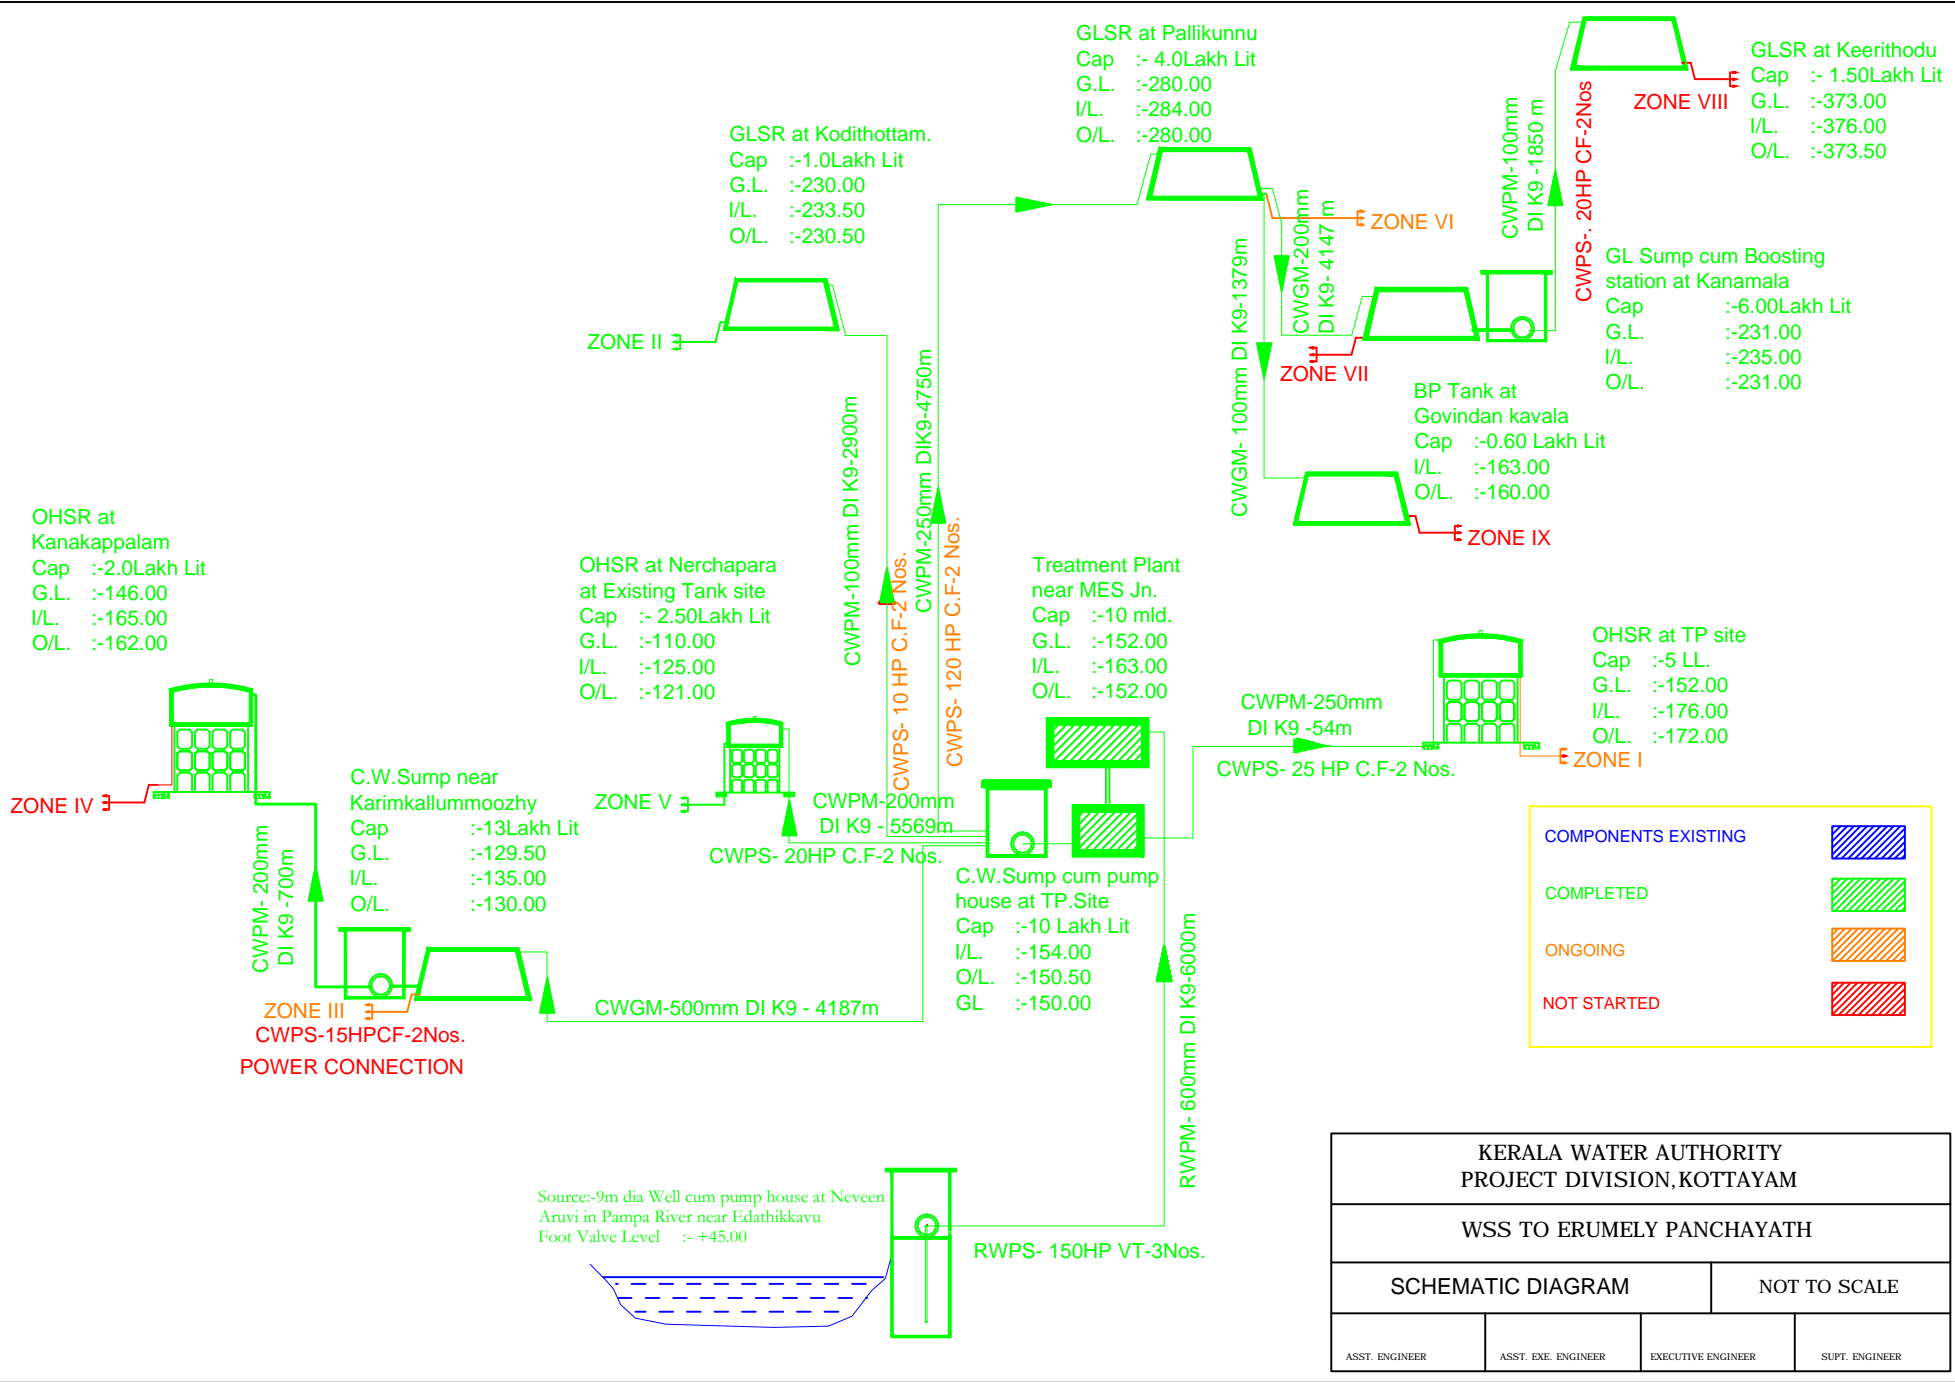 GLSR at Pallikunnu
Cap :- 4.0Lakh Lit
G.L. :-280.00
I/L. :-284.00
O/L. :-280.00
GLSR at Keerithodu
Cap :- 1.50Lakh Lit
G.L. :-373.00
I/L. :-376.00
O/L. :-373.50
ZONE VIII
CWPM-100mm
DI K9 -1850 m
CWPS-. 20HP CF-2Nos
GLSR at Kodithottam.
Cap :-1.0Lakh Lit
G.L. :-230.00
I/L. :-233.50
O/L. :-230.50
ZONE II
ZONE VI
CWGM-200mm
DI K9- 4147 m
CWGM- 100mm DI K9-1379m
GL Sump cum Boosting
station at Kanamala
Cap :-6.00Lakh Lit
G.L. :-231.00
I/L. :-235.00
O/L. :-231.00
ZONE VII
BP Tank at
Govindan kavala
Cap :-0.60 Lakh Lit
I/L. :-163.00
O/L. :-160.00
ZONE IX
CWPM-100mm DI K9-2900m
CWPM-250mm DIK9-4750m
CWPS- 10 HP C.F-2 Nos.
CWPS- 120 HP C.F-2 Nos.
OHSR at
Kanakappalam
Cap :-2.0Lakh Lit
G.L. :-146.00
I/L. :-165.00
O/L. :-162.00
ZONE IV
OHSR at Nerchapara
at Existing Tank site
Cap :- 2.50Lakh Lit
G.L. :-110.00
I/L. :-125.00
O/L. :-121.00
ZONE V
Treatment Plant
near MES Jn.
Cap :-10 mld.
G.L. :-152.00
I/L. :-163.00
O/L. :-152.00
OHSR at TP site
Cap :-5 LL.
G.L. :-152.00
I/L. :-176.00
O/L. :-172.00
ZONE I
CWPM-250mm
DI K9 -54m
CWPS- 25 HP C.F-2 Nos.
C.W.Sump near
Karimkallummoozhy
Cap :-13Lakh Lit
G.L. :-129.50
I/L. :-135.00
O/L. :-130.00
CWPM- 200mm
DI K9 -700m
CWPM-200mm
DI K9 - 5569m
CWPS- 20HP C.F-2 Nos.
C.W.Sump cum pump
house at TP.Site
Cap :-10 Lakh Lit
I/L. :-154.00
O/L. :-150.50
GL :-150.00
ZONE III
CWPS-15HPCF-2Nos.
POWER CONNECTION
CWGM-500mm DI K9 - 4187m
RWPM- 600mm DI K9-6000m
COMPONENTS EXISTING
COMPLETED
ONGOING
NOT STARTED
Source:-9m dia Well cum pump house at Neveen
Aruvi in Pampa River near Edathikkavu
Foot Valve Level :- +45.00
RWPS- 150HP VT-3Nos.
KERALA WATER AUTHORITY
PROJECT DIVISION,KOTTAYAM
WSS TO ERUMELY PANCHAYATH
SCHEMATIC DIAGRAM
NOT TO SCALE
ASST. ENGINEER
ASST. EXE. ENGINEER
EXECUTIVE ENGINEER
SUPT. ENGINEER